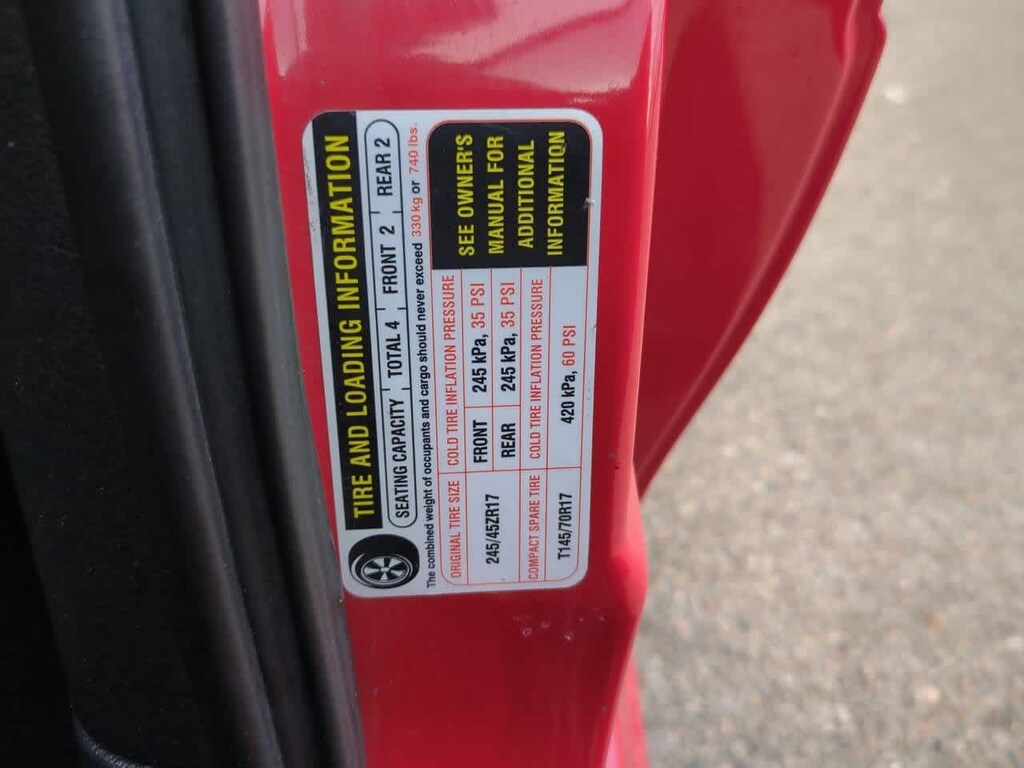 TIRE AND LOADING INFORMATION
SEATING CAPACITY TOTAL 4 FRONT 2 REAR 2
The combined weight of occupants and cargo should never exceed 330 kg or 740 lbs.
ORIGINAL TIRE SIZE COLD TIRE INFLATION PRESSURE
245/45ZR17
FRONT 245 kPa, 35 PSI
REAR 245 kPa, 35 PSI
COMPACT SPARE TIRE COLD TIRE INFLATION PRESSURE
T145/70R17 420 kPa, 60 PSI
SEE OWNER'S
MANUAL FOR
ADDITIONAL
INFORMATION